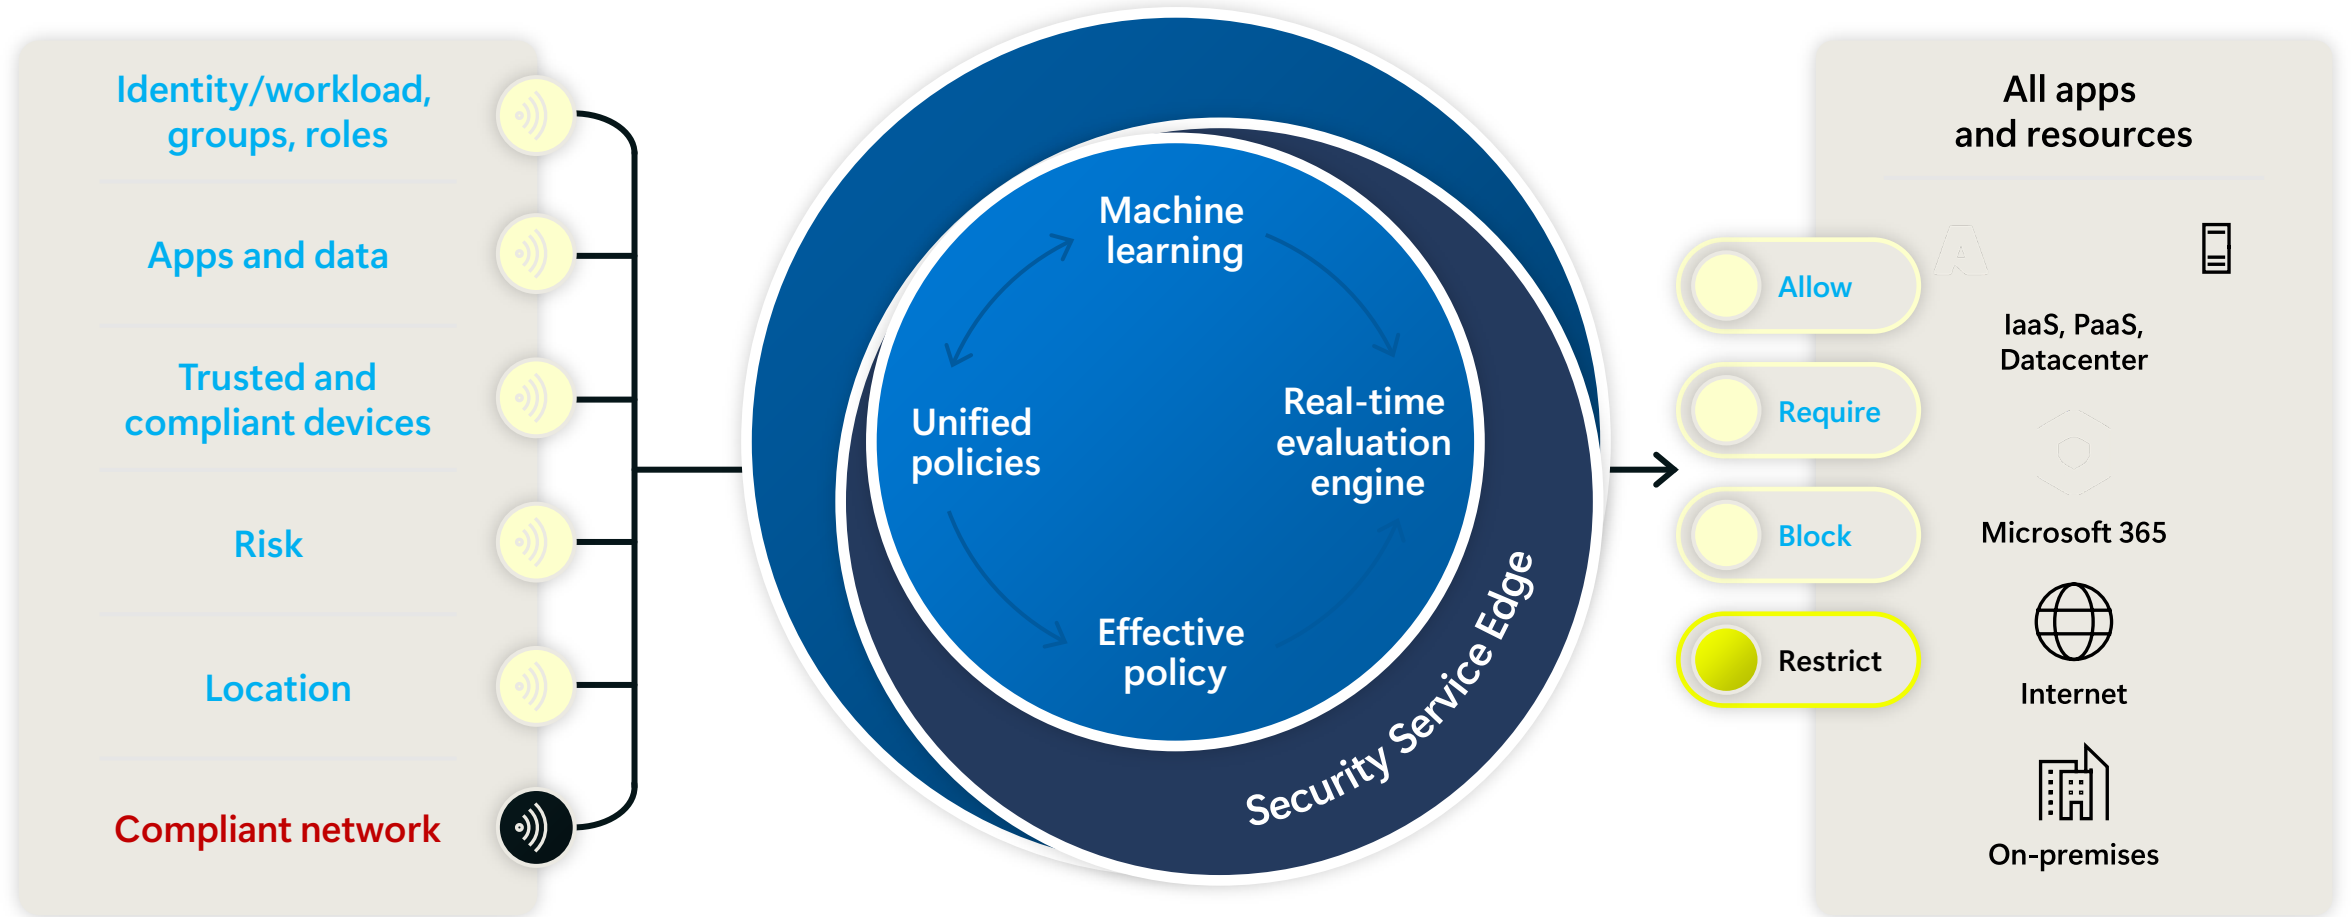 Identity/workload,
groups, roles
Apps and data
Trusted and
compliant devices
Risk
Location
Compliant network
Machine
learning
Unified
policies
Real-time
evaluation
engine
Effective
policy
Security Service Edge
Allow
Require
Block
Restrict
All apps
and resources
IaaS, PaaS,
Datacenter
Microsoft 365
Internet
On-premises